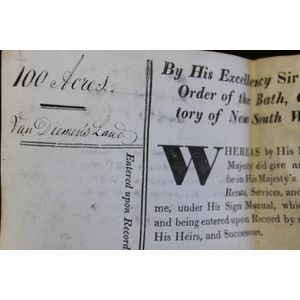 100 Acres.
Van Diemens Land
Entered upon Record
By His Excellency Sir
Order of the Bath,
tory of New South W
WHEREAS by His M
Majesty did give an
be in His Majesty's
Rents, Services, and
me, under His Sign Manual, whic
and being entered upon Record by
His Heirs, and Successors.